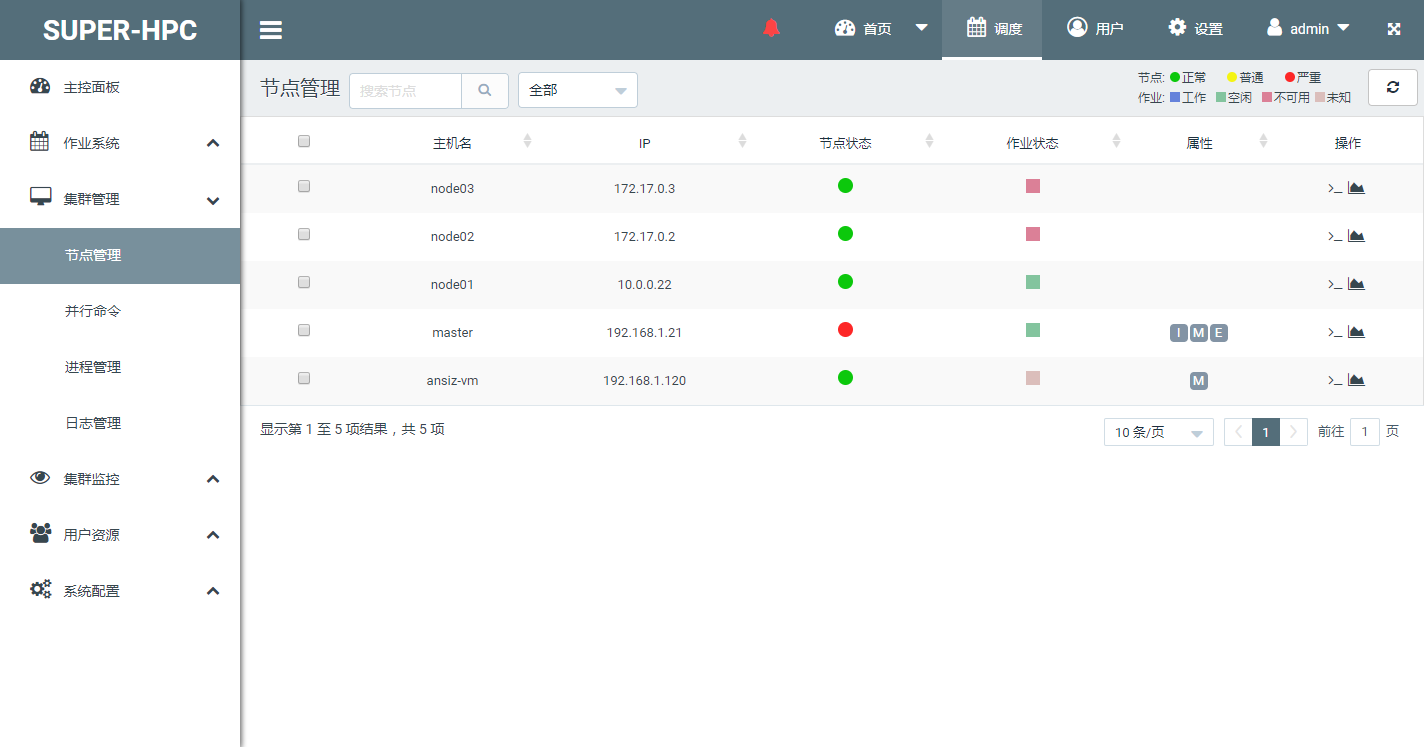 SUPER-HPC
首页
调度
用户
设置
admin
主控面板
作业系统
集群管理
节点管理
并行命令
进程管理
日志管理
集群监控
用户资源
系统配置
节点管理 搜索节点 全部
节点: 正常 普通 严重
作业: 工作 空闲 不可用 未知
主机名 IP 节点状态 作业状态 属性 操作
node03 172.17.0.3 >_
node02 172.17.0.2 >_
node01 10.0.0.22 >_
master 192.168.1.21 I M E >_
ansiz-vm 192.168.1.120 M >_
显示第 1 至 5 项结果，共 5 项 10 条/页 1 前往 1 页